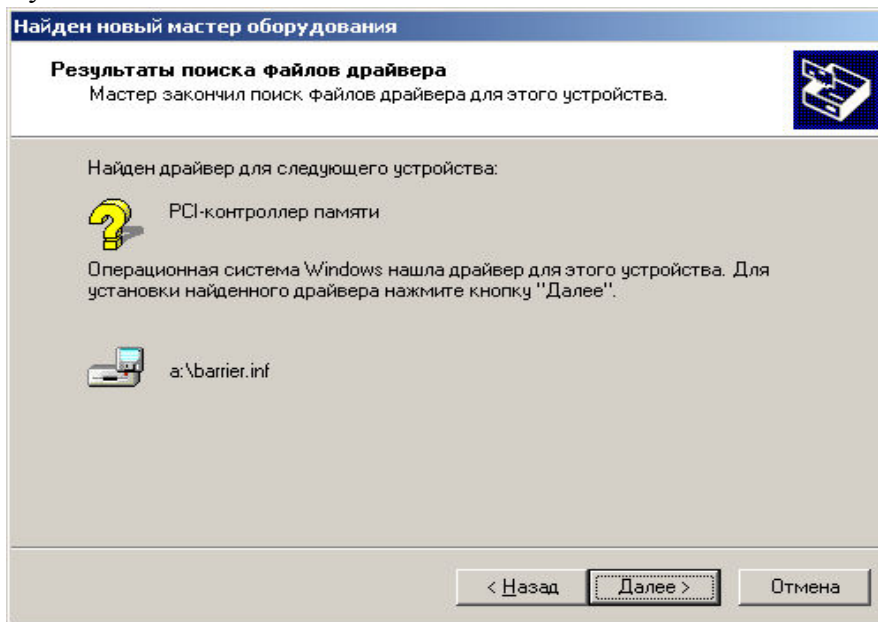 Найден новый мастер оборудования
Результаты поиска файлов драйвера
Мастер закончил поиск файлов драйвера для этого устройства.
Найден драйвер для следующего устройства:
PCI-контроллер памяти
Операционная система Windows нашла драйвер для этого устройства. Для
установки найденного драйвера нажмите кнопку "Далее".
a:\barrier.inf
< Назад
Далее >
Отмена